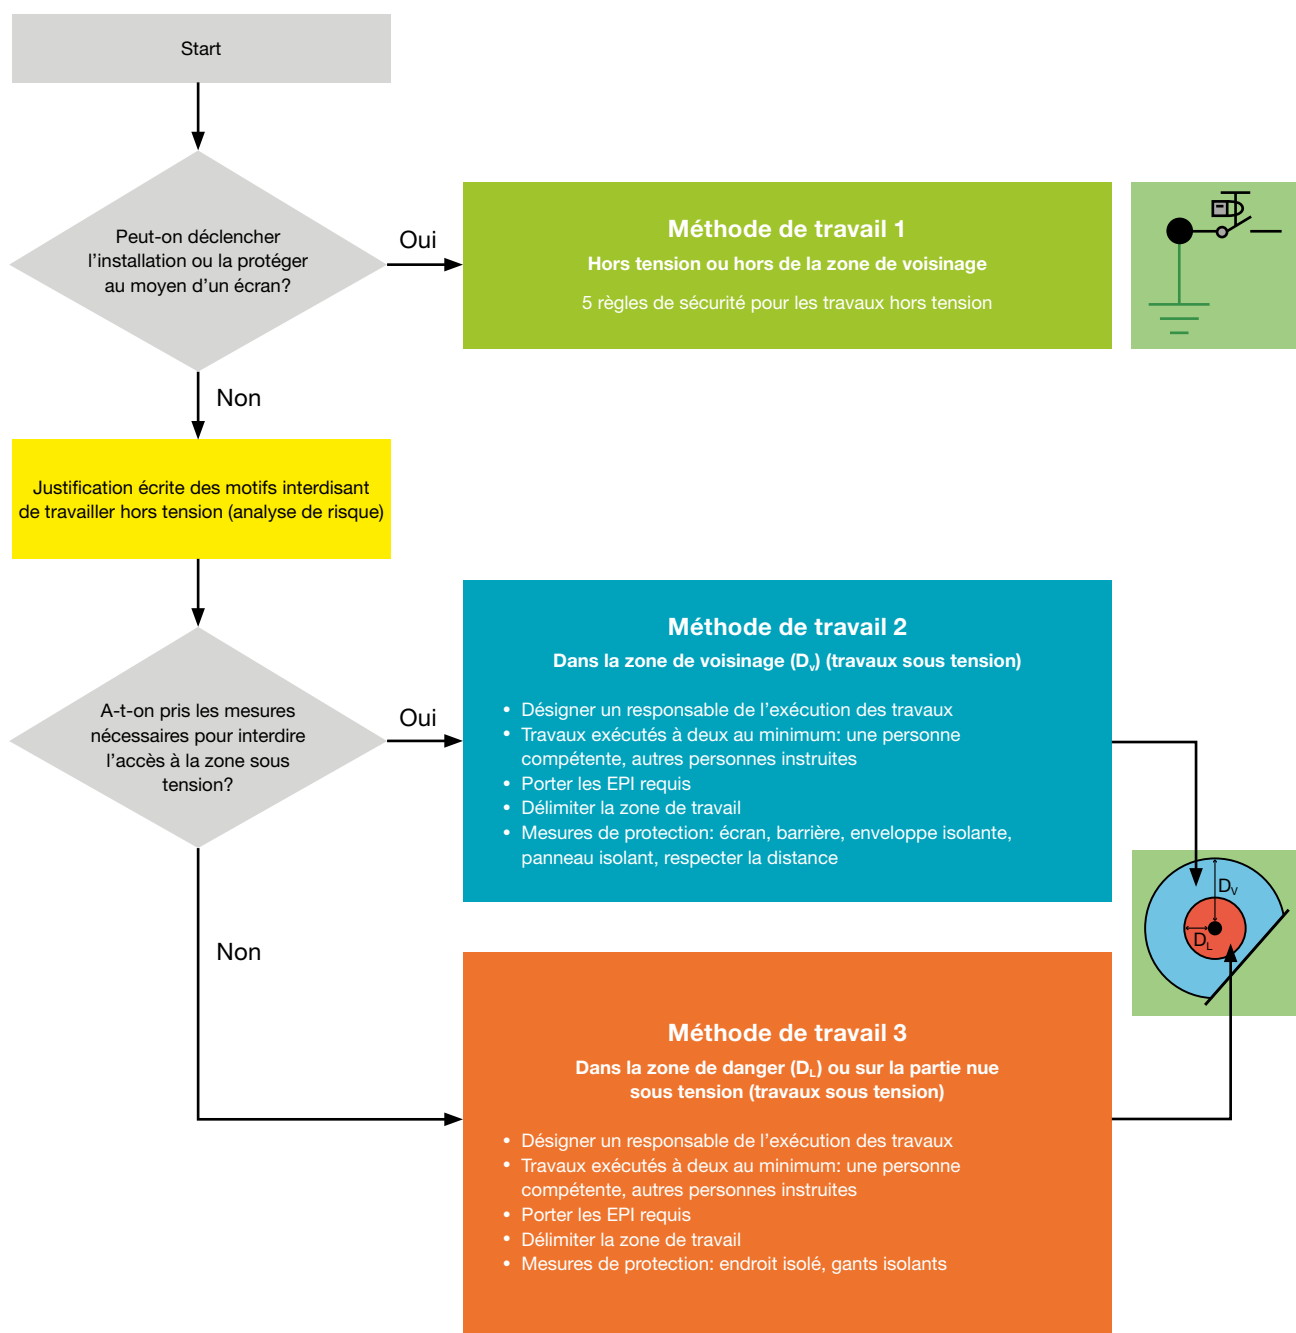 Start
Peut-on déclencher
l’installation ou la protéger
au moyen d’un écran?
Oui
Méthode de travail 1
Hors tension ou hors de la zone de voisinage
5 règles de sécurité pour les travaux hors tension
Non
Justification écrite des motifs interdisant
de travailler hors tension (analyse de risque)
A-t-on pris les mesures
nécessaires pour interdire
l’accès à la zone sous
tension?
Oui
Méthode de travail 2
Dans la zone de voisinage (Dv) (travaux sous tension)
• Désigner un responsable de l’exécution des travaux
• Travaux exécutés à deux au minimum: une personne
compétente, autres personnes instruites
• Porter les EPI requis
• Délimiter la zone de travail
• Mesures de protection: écran, barrière, enveloppe isolante,
panneau isolant, respecter la distance
DV
DL
Non
Méthode de travail 3
Dans la zone de danger (DL) ou sur la partie nue
sous tension (travaux sous tension)
• Désigner un responsable de l’exécution des travaux
• Travaux exécutés à deux au minimum: une personne
compétente, autres personnes instruites
• Porter les EPI requis
• Délimiter la zone de travail
• Mesures de protection: endroit isolé, gants isolants